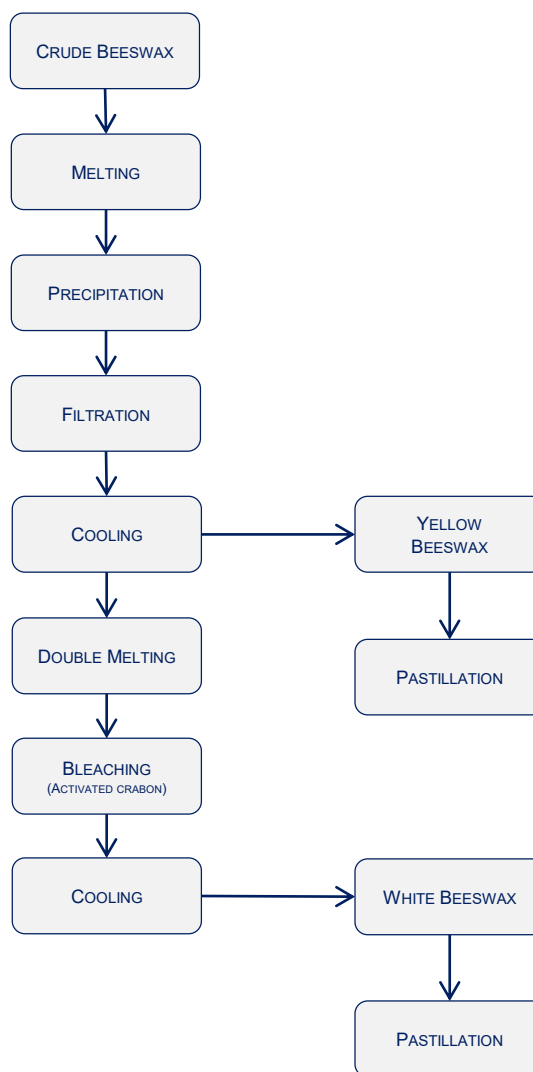 CRUDE BEESWAX
MELTING
PRECIPITATION
FILTRATION
COOLING
YELLOW
BEESWAX
DOUBLE MELTING
PASTILLATION
BLEACHING
(ACTIVATED CRABON)
COOLING
WHITE BEESWAX
PASTILLATION